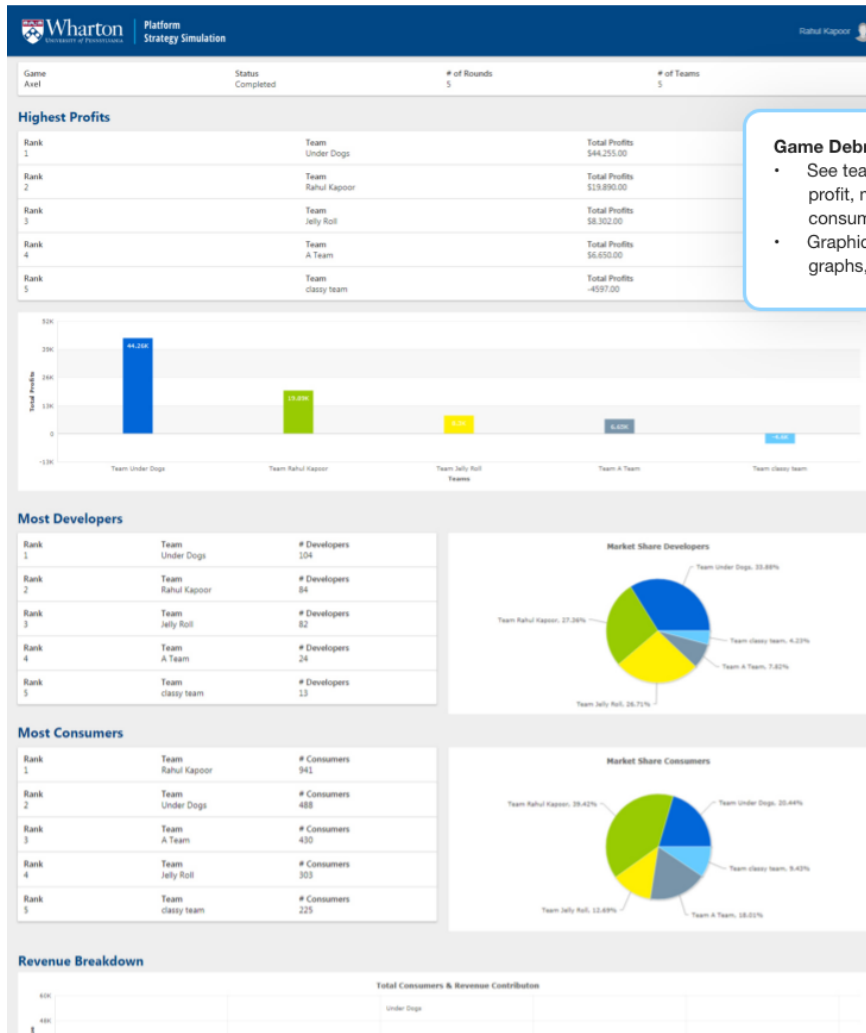 Wharton
UNIVERSITY of PENNSYLVANIA
Platform
Strategy Simulation
Rahul Kapoor
Game Status # of Rounds # of Teams
Axel Completed 5 5
Highest Profits
Rank Team Total Profits
1 Under Dogs $44,255.00
Rank Team Total Profits
2 Rahul Kapoor $19,890.00
Rank Team Total Profits
3 Jelly Roll $8,302.00
Rank Team Total Profits
4 A Team $6,650.00
Rank Team Total Profits
5 classy team -4597.00
Game Debr
• See tea
profit, n
consun
• Graphic
graphs,
52K
39K
26K
13K
0
-13K
Total Profits
44.26K
19.89K
8.3K
6.65K
-4.6K
Team Under Dogs Team Rahul Kapoor Team Jelly Roll Team A Team Team classy team
Teams
Most Developers
Rank Team # Developers
1 Under Dogs 104
Rank Team # Developers
2 Rahul Kapoor 84
Rank Team # Developers
3 Jelly Roll 82
Rank Team # Developers
4 A Team 24
Rank Team # Developers
5 classy team 13
Market Share Developers
Team Under Dogs, 33.88%
Team Rahul Kapoor, 27.36%
Team classy team, 4.23%
Team A Team, 7.82%
Team Jelly Roll, 26.71%
Most Consumers
Rank Team # Consumers
1 Rahul Kapoor 941
Rank Team # Consumers
2 Under Dogs 488
Rank Team # Consumers
3 A Team 430
Rank Team # Consumers
4 Jelly Roll 303
Rank Team # Consumers
5 classy team 225
Market Share Consumers
Team Rahul Kapoor, 39.42%
Team Under Dogs, 20.44%
Team classy team, 9.43%
Team Jelly Roll, 12.69%
Team A Team, 18.01%
Revenue Breakdown
Total Consumers & Revenue Contributon
60K
Under Dogs
48K